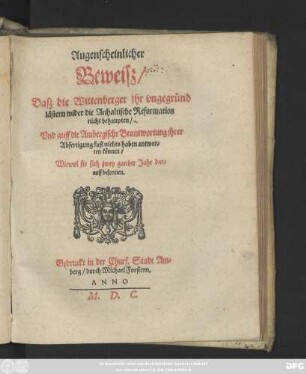 Augenscheinlicher
Beweisz/
Daß die Wittenberger ihr vngegründ
lästern wider die Anhaltische Reformation
nicht behaupten/
Vnd auff die Ambergische Beantwortung ihrer
Abfertigung fast nichts haben antwor-
ten können/
Wiewol sie sich zwey gantzer Jahr dar-
auff besonnen.
Gedruckt in der Churf. Stadt Am-
berg/ durch Michael Forstern,
ANNO
M. D. C.